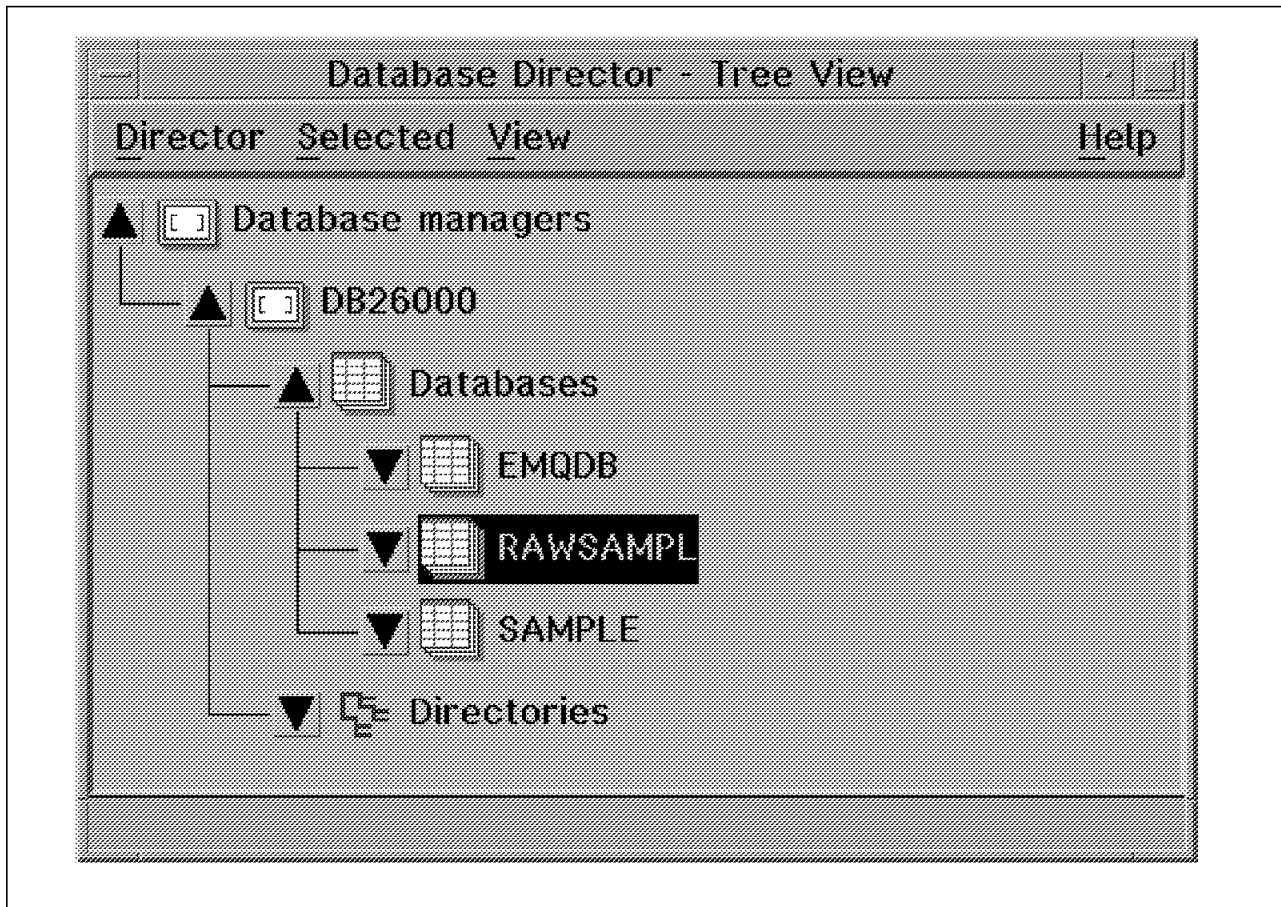 Database Director - Tree View
Director Selected View Help
Database managers
DB26000
Databases
EMQDB
RAWSAMPL
SAMPLE
Directories